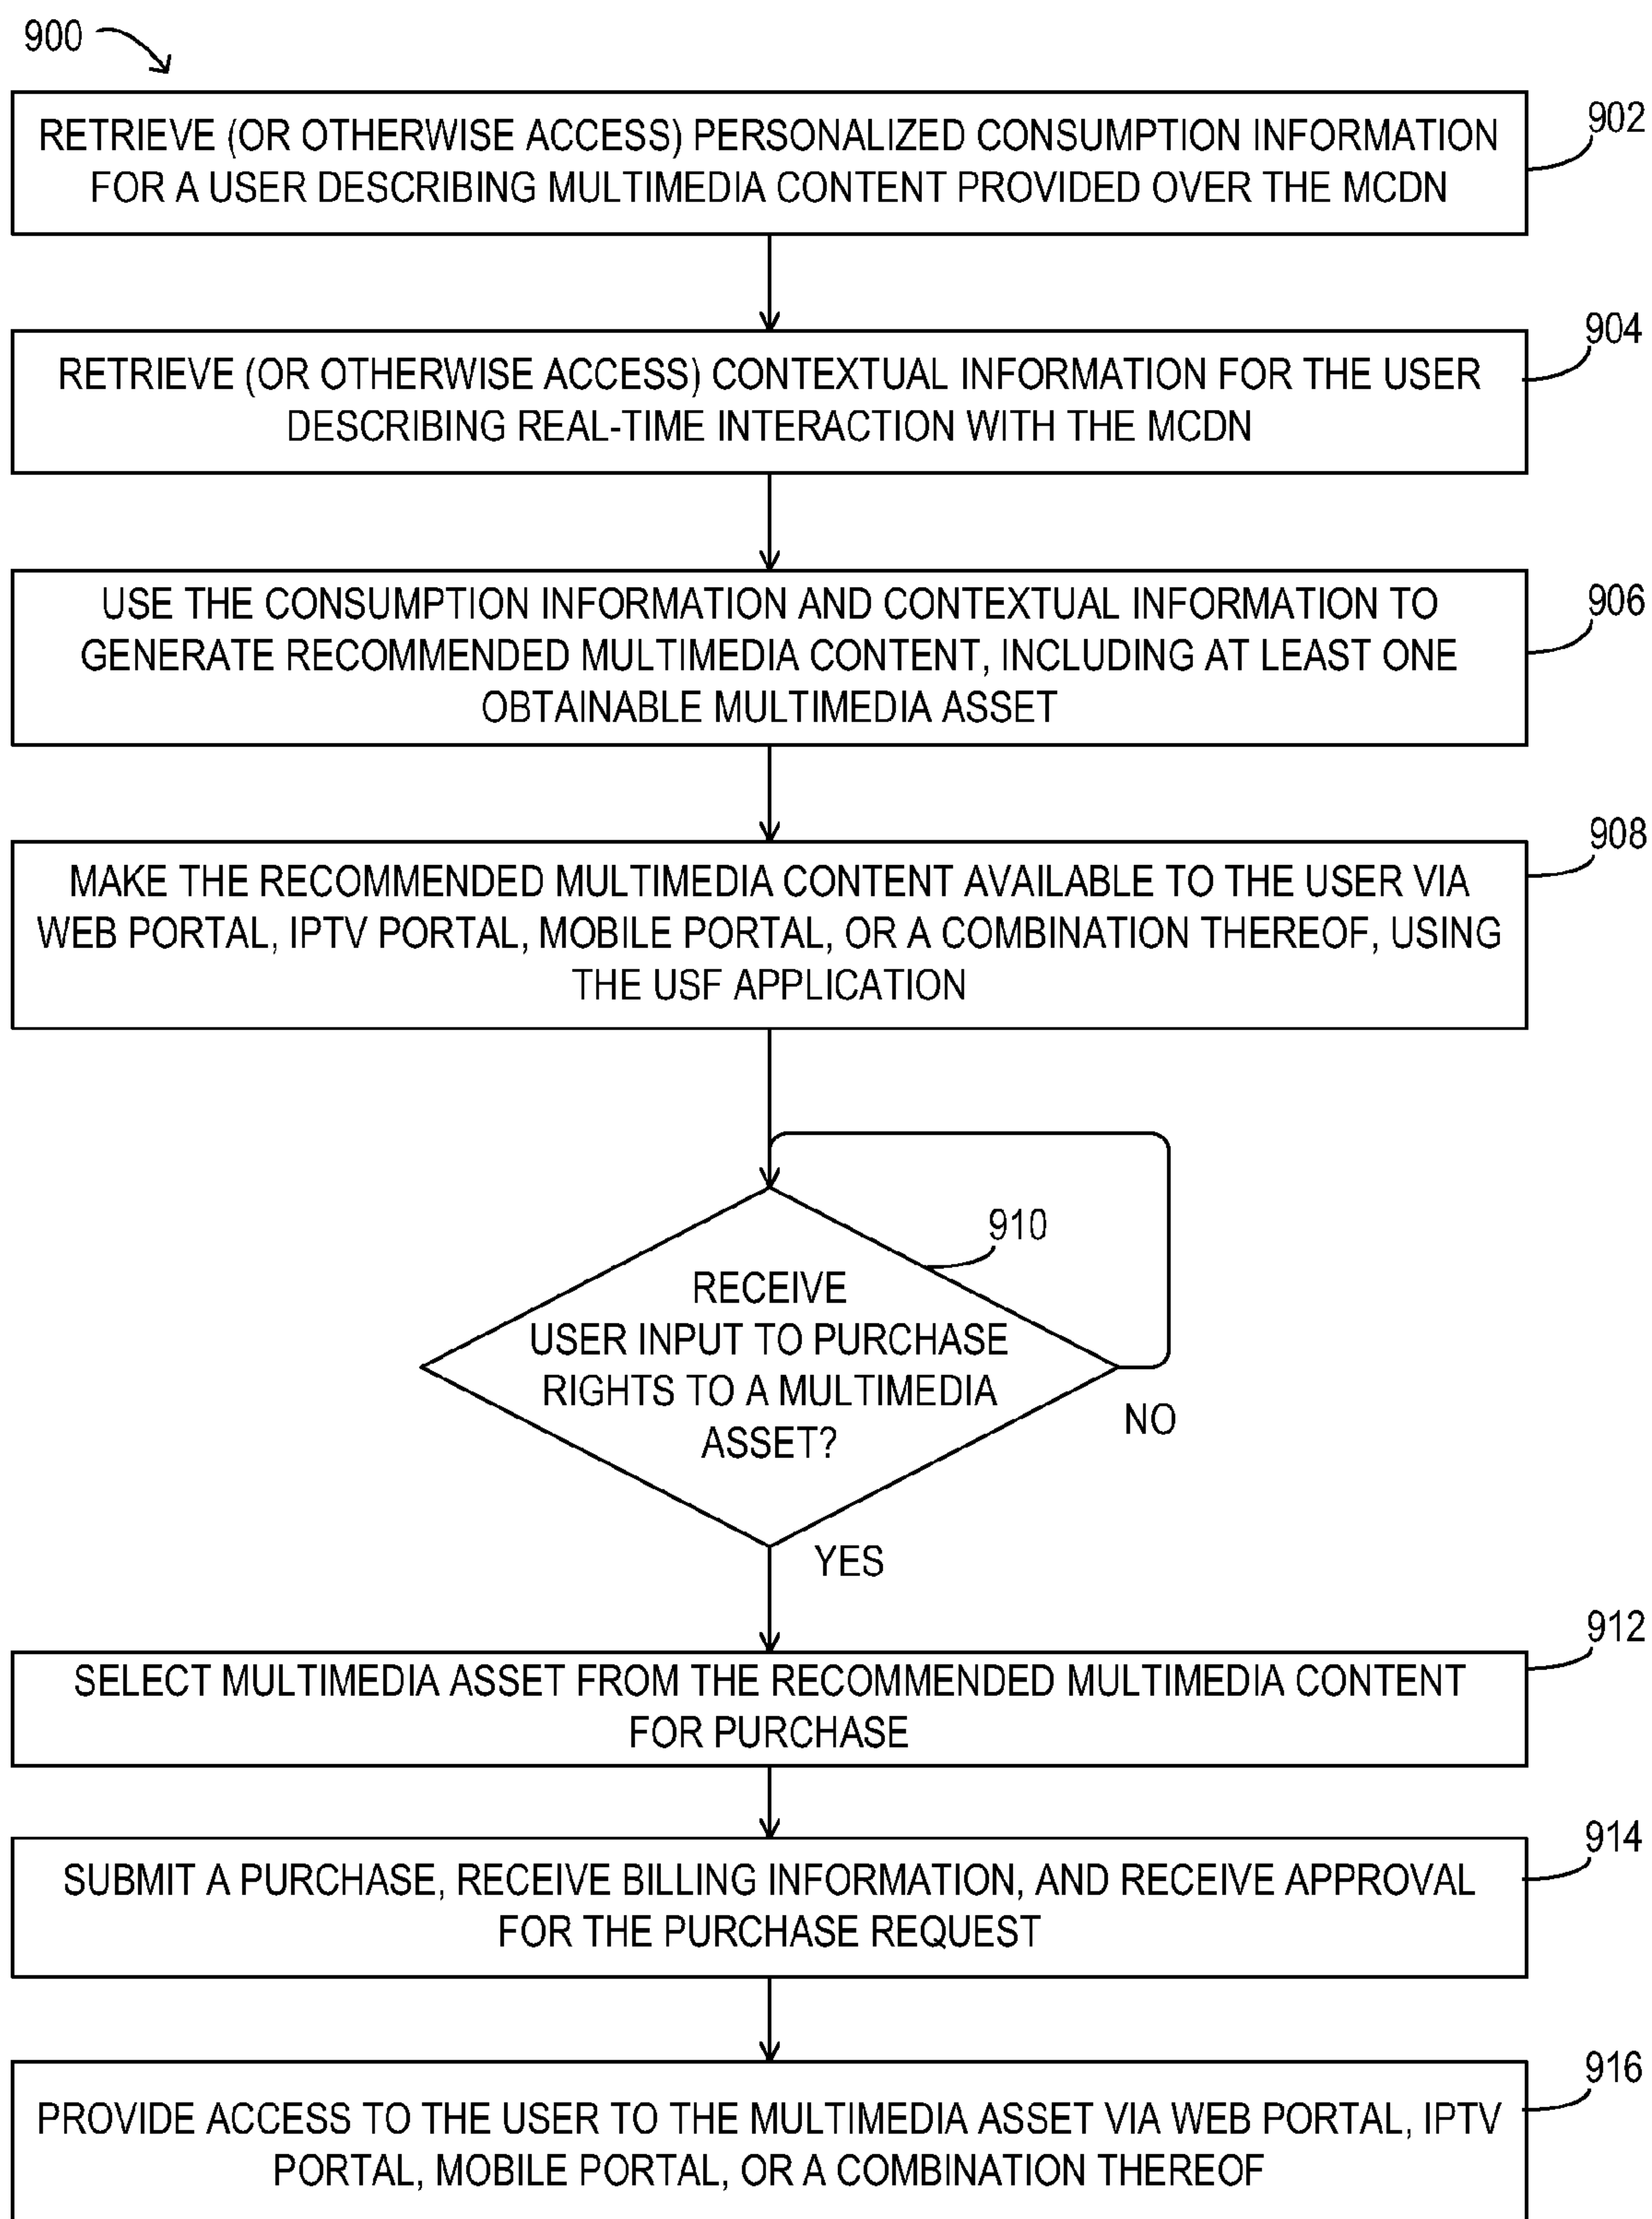 900
RETRIEVE (OR OTHERWISE ACCESS) PERSONALIZED CONSUMPTION INFORMATION
FOR A USER DESCRIBING MULTIMEDIA CONTENT PROVIDED OVER THE MCDN
902
RETRIEVE (OR OTHERWISE ACCESS) CONTEXTUAL INFORMATION FOR THE USER
DESCRIBING REAL-TIME INTERACTION WITH THE MCDN
904
USE THE CONSUMPTION INFORMATION AND CONTEXTUAL INFORMATION TO
GENERATE RECOMMENDED MULTIMEDIA CONTENT, INCLUDING AT LEAST ONE
OBTAINABLE MULTIMEDIA ASSET
906
MAKE THE RECOMMENDED MULTIMEDIA CONTENT AVAILABLE TO THE USER VIA
WEB PORTAL, IPTV PORTAL, MOBILE PORTAL, OR A COMBINATION THEREOF, USING
THE USF APPLICATION
908
910
RECEIVE
USER INPUT TO PURCHASE
RIGHTS TO A MULTIMEDIA
ASSET?
NO
YES
SELECT MULTIMEDIA ASSET FROM THE RECOMMENDED MULTIMEDIA CONTENT
FOR PURCHASE
912
SUBMIT A PURCHASE, RECEIVE BILLING INFORMATION, AND RECEIVE APPROVAL
FOR THE PURCHASE REQUEST
914
PROVIDE ACCESS TO THE USER TO THE MULTIMEDIA ASSET VIA WEB PORTAL, IPTV
PORTAL, MOBILE PORTAL, OR A COMBINATION THEREOF
916